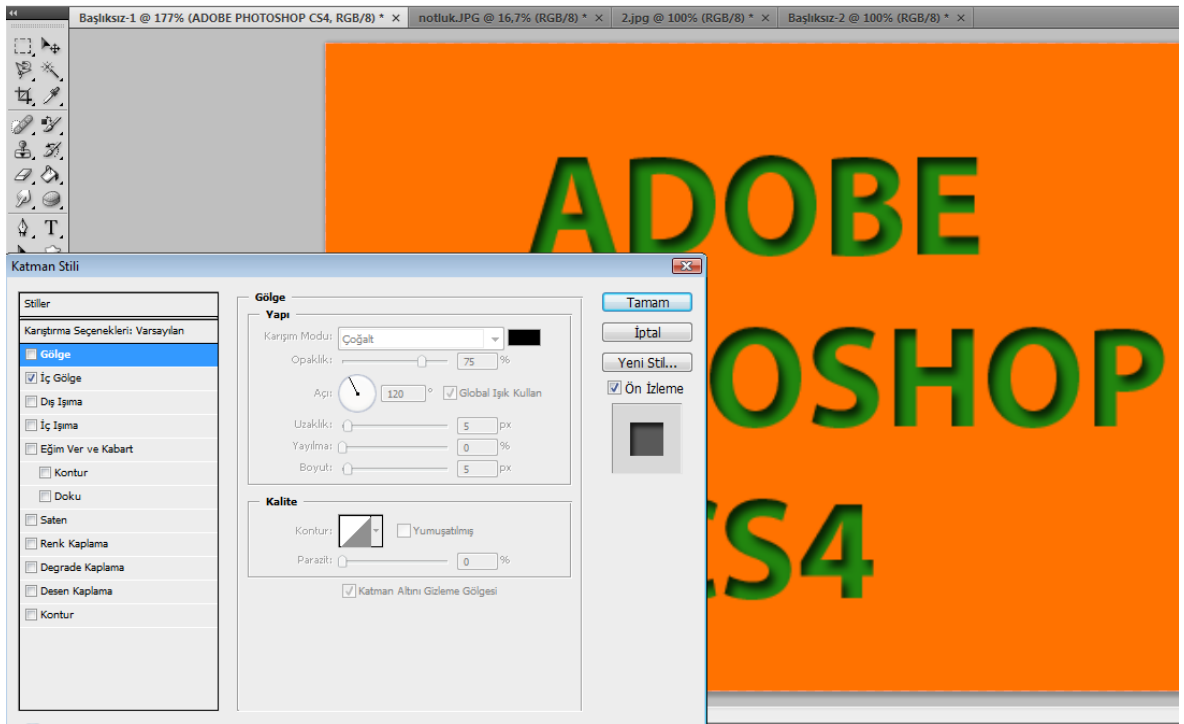 Başlıksız-1 @ 177% (ADOBE PHOTOSHOP CS4, RGB/8) * ×
notluk.JPG @ 16,7% (RGB/8) * ×
2.jpg @ 100% (RGB/8) * ×
Başlıksız-2 @ 100% (RGB/8) * ×
ADOBE
OSHOP
CS4
Katman Stili
Stiller
Karıştırma Seçenekleri: Varsayılan
Gölge
İç Gölge
Dış Işıma
İç Işıma
Eğim Ver ve Kabart
Kontur
Doku
Saten
Renk Kaplama
Degrade Kaplama
Desen Kaplama
Kontur
Gölge
Yapı
Karışım Modu: Çoğalt
Opaklık: 75 %
Açı: 120 ° Global Işık Kullan
Uzaklık: 5 px
Yayılma: 0 %
Boyut: 5 px
Kalite
Kontur: Yumuşatılmış
Parazit: 0 %
Katman Altını Gizleme Gölgesi
Tamam
İptal
Yeni Stil...
Ön İzleme